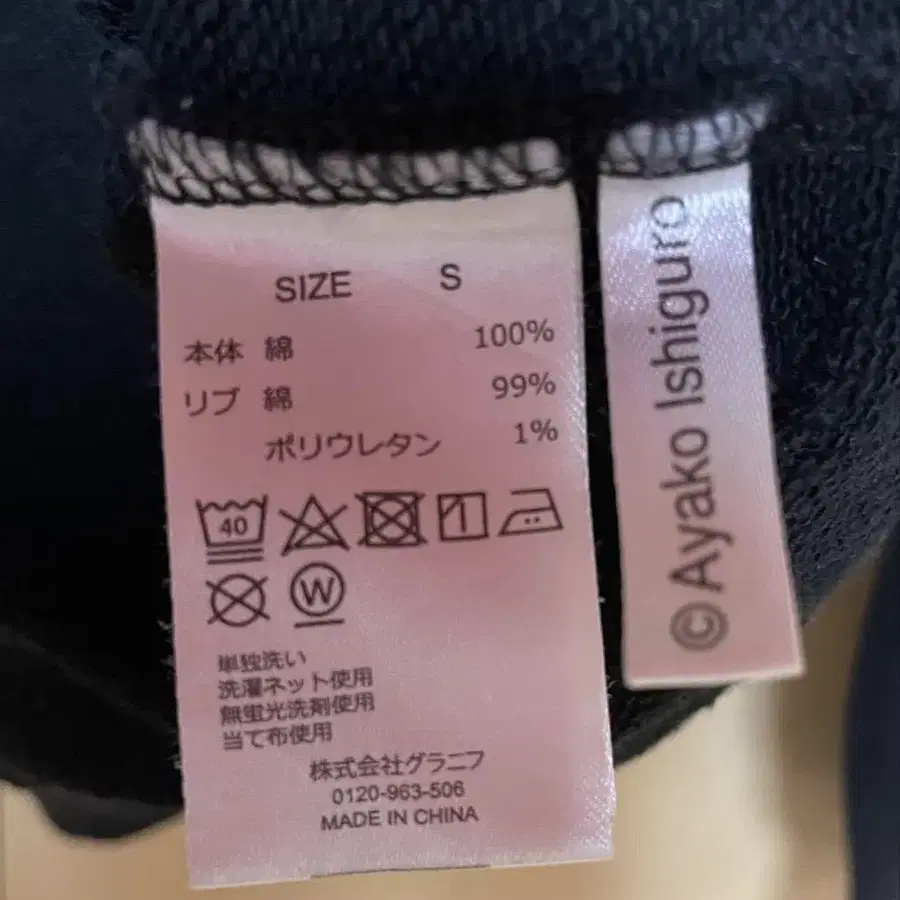 SIZE S
本体 綿 100%
リブ 綿 99%
ポリウレタン 1%
40
W
単独洗い
洗濯ネット使用
無蛍光洗剤使用
当て布使用
株式会社グラニフ
0120-963-506
MADE IN CHINA
©Ayako Ishiguro